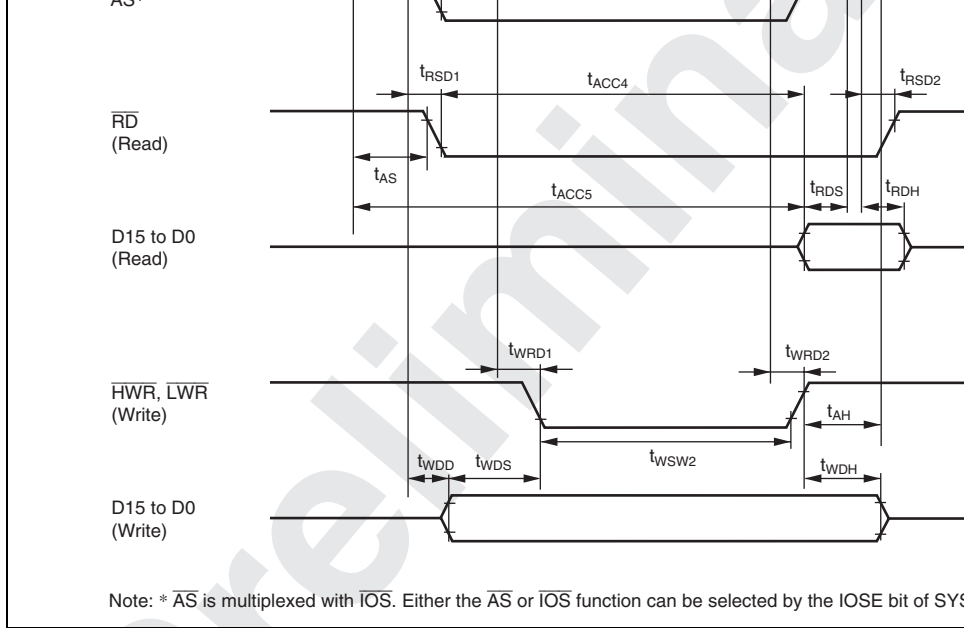 AS*
tRSD1
tACC4
tRSD2
RD
(Read)
tAS
tACC5
tRDS
tRDH
D15 to D0
(Read)
tWRD1
tWRD2
HWR, LWR
(Write)
tAH
tWSW2
tWDD
tWDS
tWDH
D15 to D0
(Write)
Note: * AS is multiplexed with IOS. Either the AS or IOS function can be selected by the IOSE bit of SYS
relimina